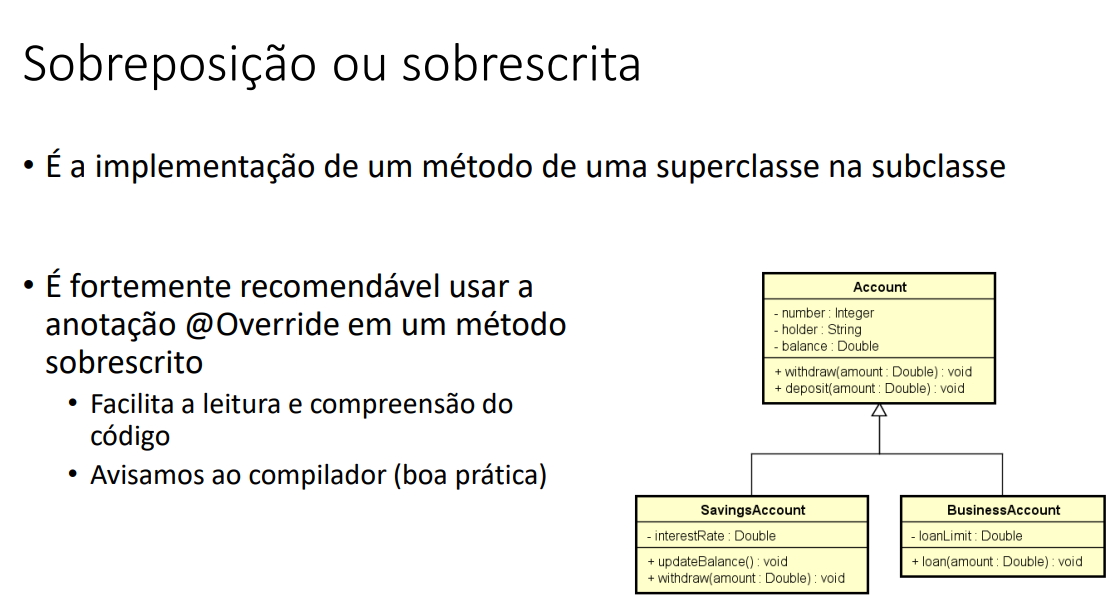 Sobreposição ou sobrescrita
• É a implementação de um método de uma superclasse na subclasse
• É fortemente recomendável usar a
anotação @Override em um método
sobrescrito
• Facilita a leitura e compreensão do
código
• Avisamos ao compilador (boa prática)
Account
- number : Integer
- holder : String
- balance : Double
+ withdraw(amount : Double) : void
+ deposit(amount : Double) : void
SavingsAccount
- interestRate : Double
+ updateBalance() : void
+ withdraw(amount : Double) : void
BusinessAccount
- loanLimit : Double
+ loan(amount : Double) : void